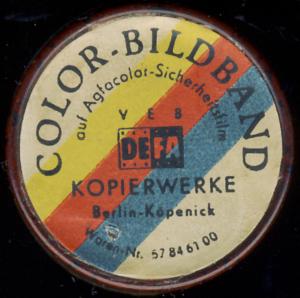 COLOR-BILDBAND
auf Agfacolor-Sicherheitsfilm
VEB
DEFA
KOPIERWERKE
Berlin-Köpenick
Waren-Nr. 57 84 61 00